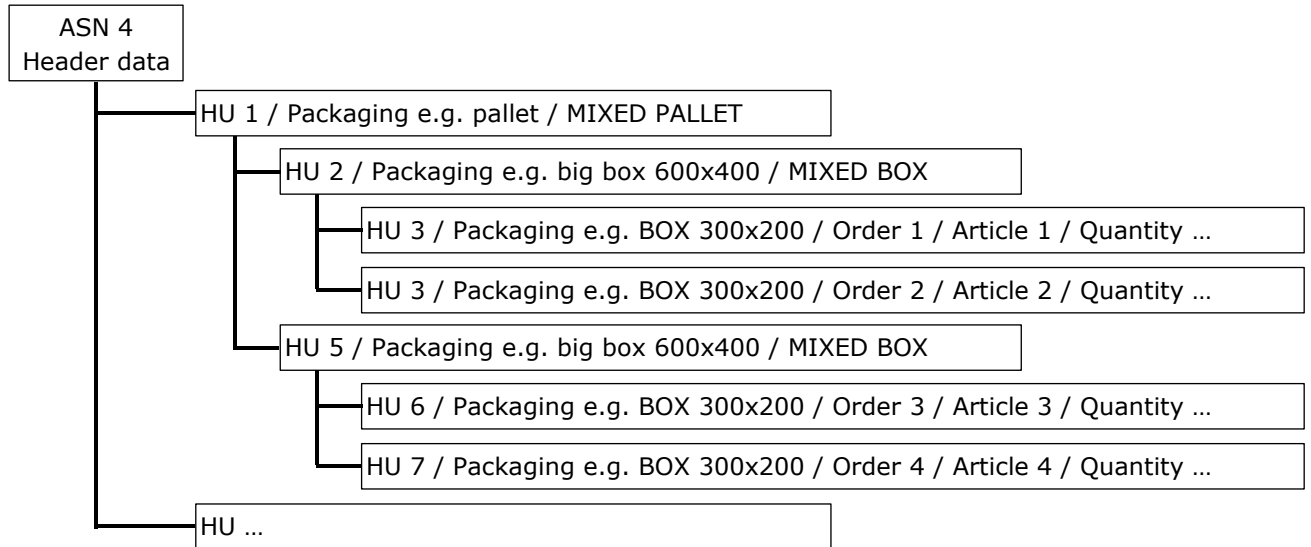 ASN 4
Header data
HU 1 / Packaging e.g. pallet / MIXED PALLET
HU 2 / Packaging e.g. big box 600x400 / MIXED BOX
HU 3 / Packaging e.g. BOX 300x200 / Order 1 / Article 1 / Quantity …
HU 3 / Packaging e.g. BOX 300x200 / Order 2 / Article 2 / Quantity …
HU 5 / Packaging e.g. big box 600x400 / MIXED BOX
HU 6 / Packaging e.g. BOX 300x200 / Order 3 / Article 3 / Quantity …
HU 7 / Packaging e.g. BOX 300x200 / Order 4 / Article 4 / Quantity …
HU …